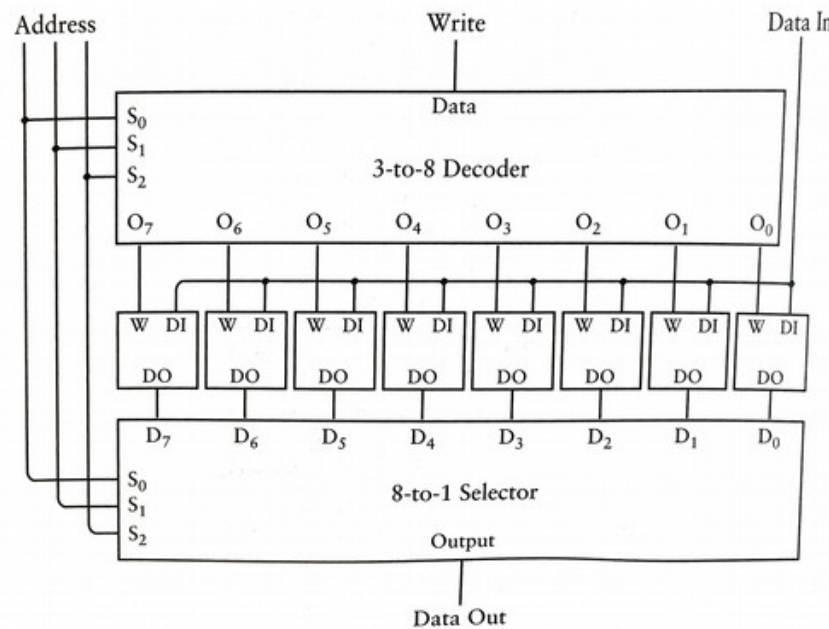 Address Write Data In
Data
S0
S1
3-to-8 Decoder
S2
O7 O6 O5 O4 O3 O2 O1 O0
W DI W DI W DI W DI W DI W DI W DI W DI
DO DO DO DO DO DO DO DO
D7 D6 D5 D4 D3 D2 D1 D0
S0
8-to-1 Selector
S1
S2
Output
Data Out